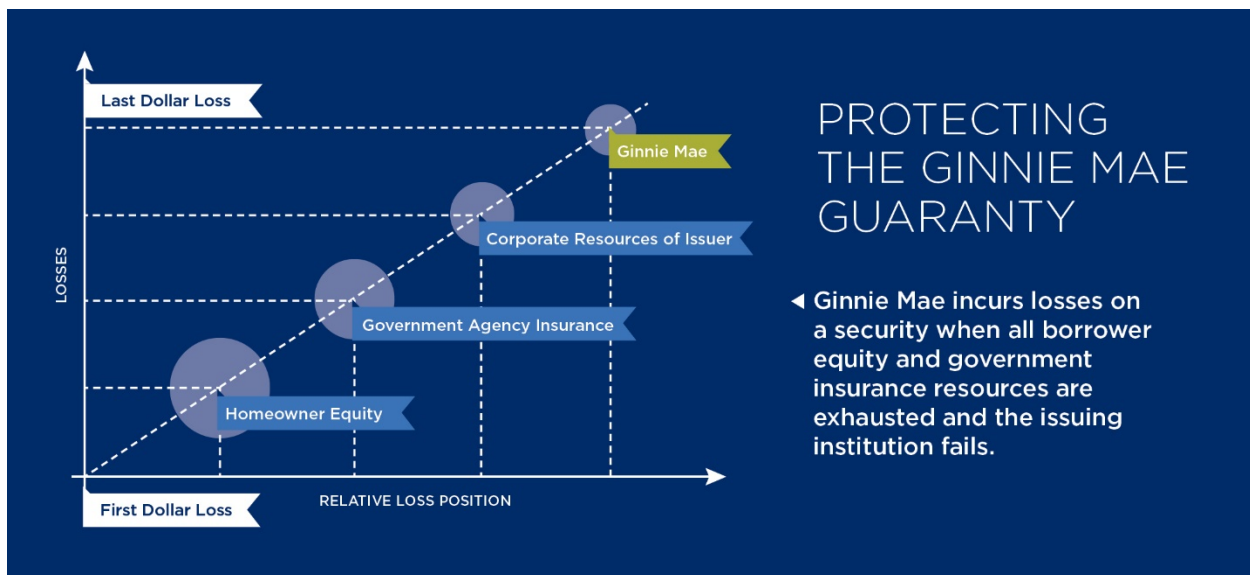 Last Dollar Loss
Ginnie Mae
Corporate Resources of Issuer
LOSSES
Government Agency Insurance
Homeowner Equity
RELATIVE LOSS POSITION
First Dollar Loss
PROTECTING
THE GINNIE MAE
GUARANTY
Ginnie Mae incurs losses on
a security when all borrower
equity and government
insurance resources are
exhausted and the issuing
institution fails.